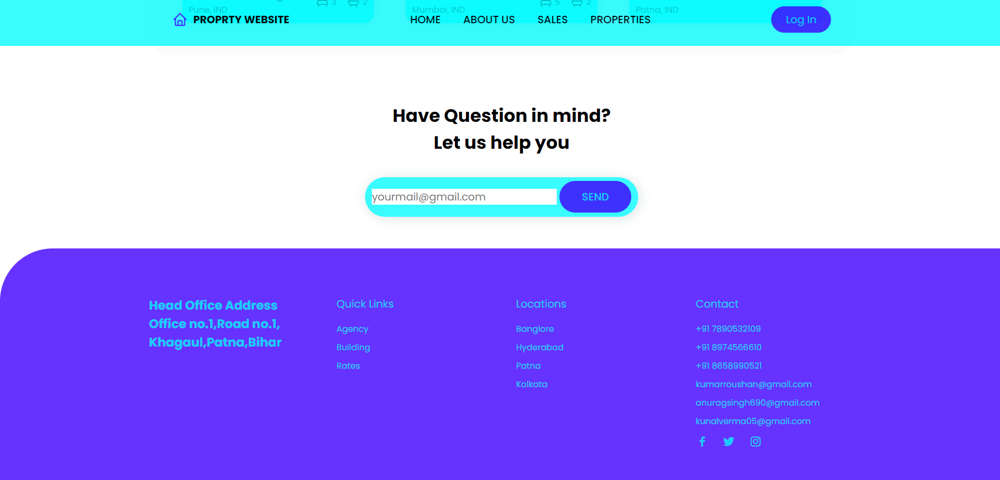 3 2 5 2
Pune, IND Mumbai, IND Patna, IND
PROPRTY WEBSITE HOME ABOUT US SALES PROPERTIES Log In
Have Question in mind?
Let us help you
yourmail@gmail.com SEND
Head Office Address
Office no.1,Road no.1,
Khagaul,Patna,Bihar
Quick Links
Agency
Building
Rates
Locations
Banglore
Hyderabad
Patna
Kolkata
Contact
+91 7890532109
+91 8974566610
+91 8658990521
kumarroushan@gmail.com
anuragsingh690@gmail.com
kunalverma05@gmail.com